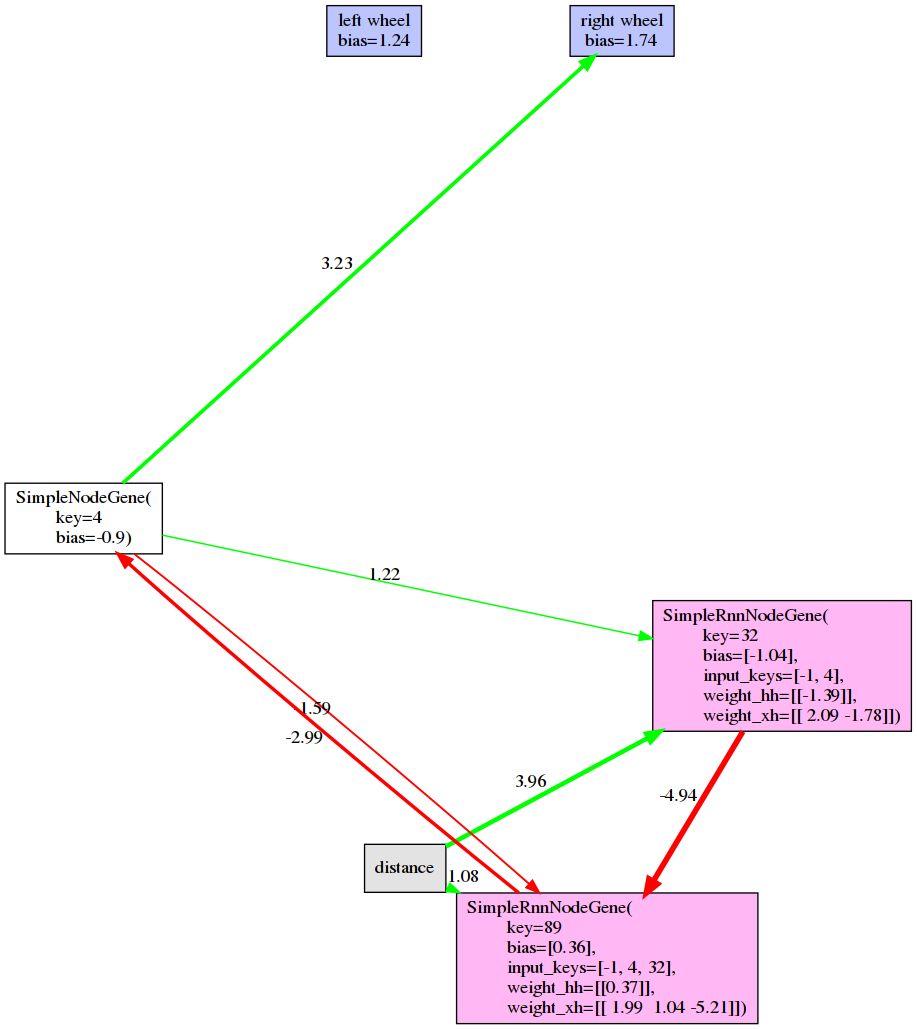 left wheel
bias=1.24
right wheel
bias=1.74
3.23
SimpleNodeGene(
key=4
bias=-0.9)
1.22
SimpleRnnNodeGene(
key=32
bias=[-1.04],
input_keys=[-1, 4],
weight_hh=[[-1.39]],
weight_xh=[[ 2.09 -1.78]])
1.59
-2.99
3.96
-4.94
distance
1.08
SimpleRnnNodeGene(
key=89
bias=[0.36],
input_keys=[-1, 4, 32],
weight_hh=[[0.37]],
weight_xh=[[ 1.99 1.04 -5.21]])